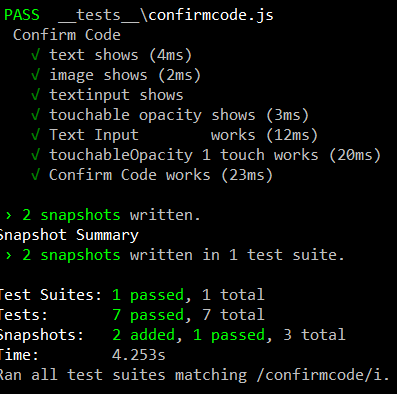 PASS __tests__\confirmcode.js
Confirm Code
√ text shows (4ms)
√ image shows (2ms)
√ textinput shows
√ touchable opacity shows (3ms)
√ Text Input works (12ms)
√ touchableOpacity 1 touch works (20ms)
√ Confirm Code works (23ms)
› 2 snapshots written.
Snapshot Summary
› 2 snapshots written in 1 test suite.
Test Suites: 1 passed, 1 total
Tests: 7 passed, 7 total
Snapshots: 2 added, 1 passed, 3 total
Time: 4.253s
Ran all test suites matching /confirmcode/i.